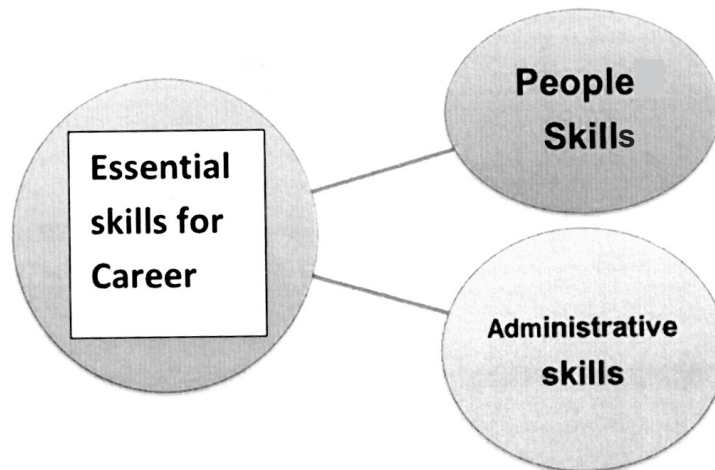 Essential
skills for
Career
People
Skills
Administrative
skills